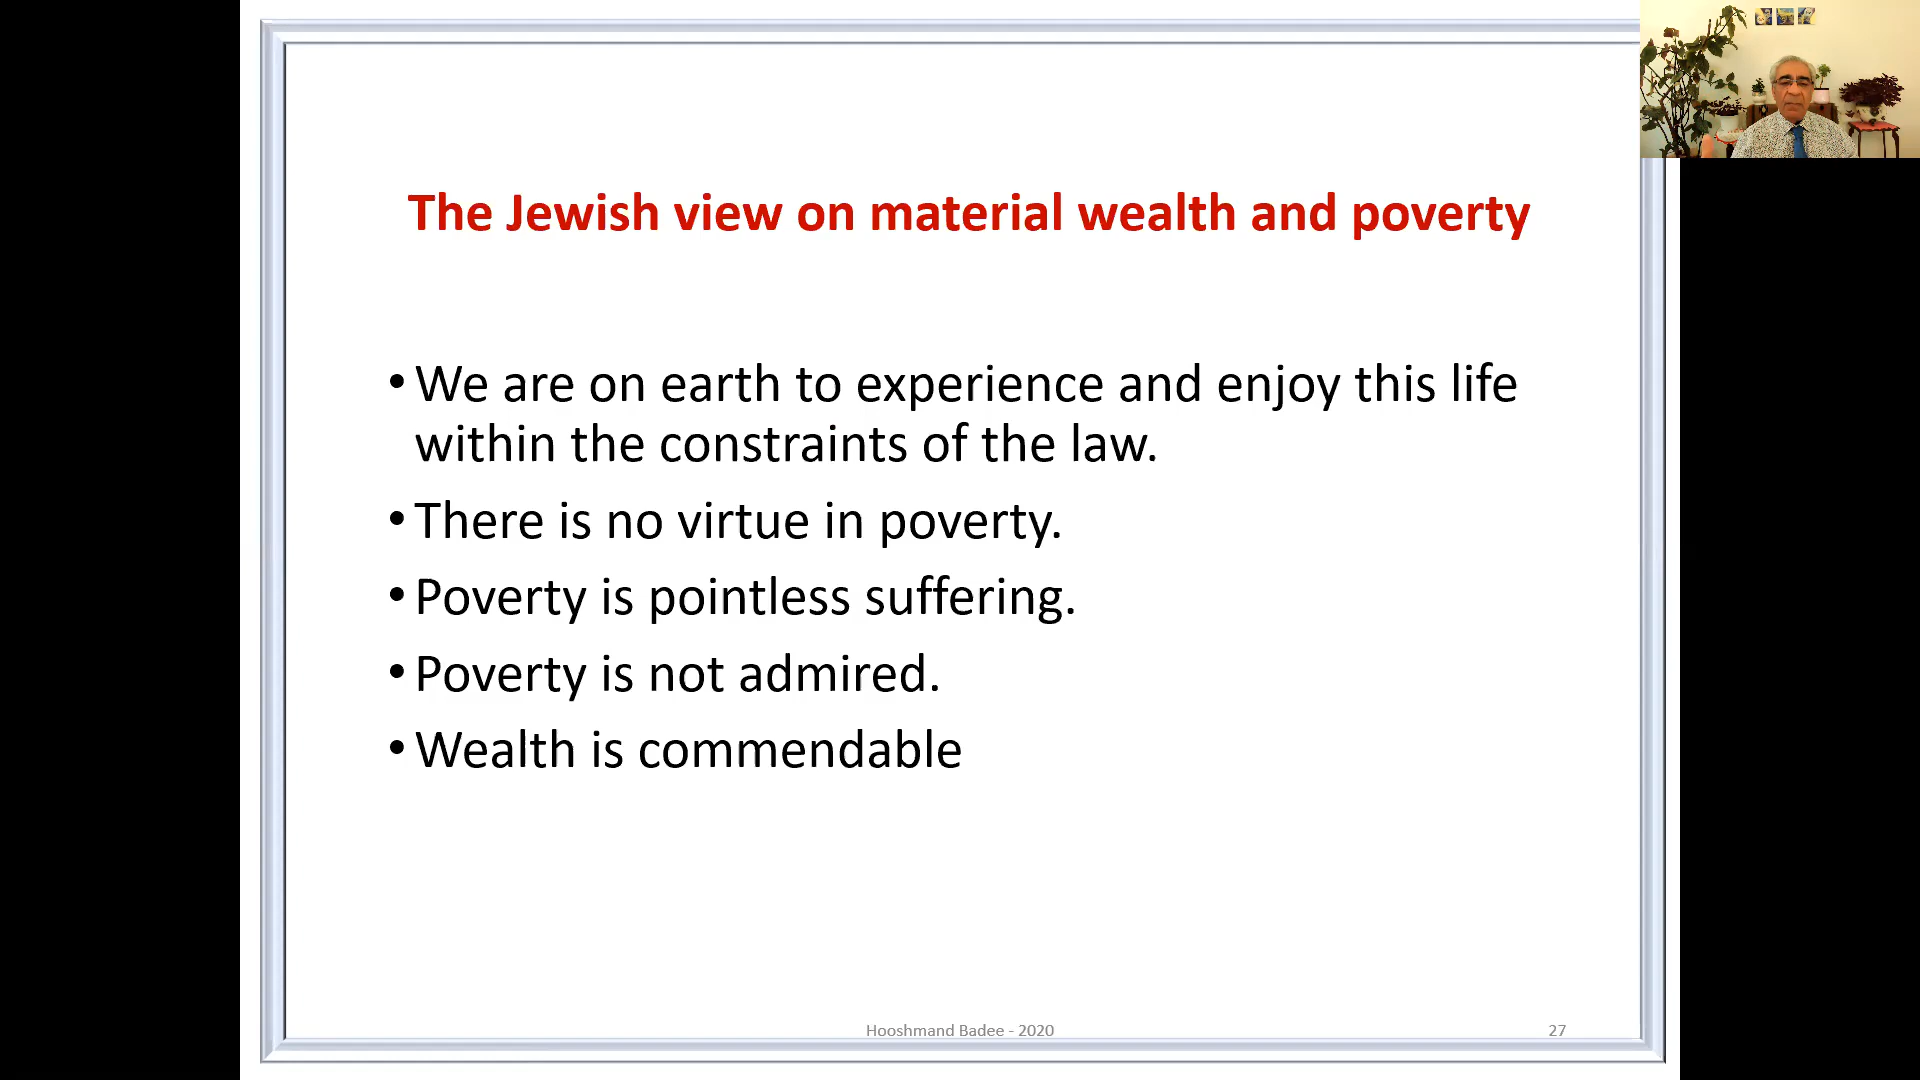 The Jewish view on material wealth and poverty
• We are on earth to experience and enjoy this life
within the constraints of the law.
• There is no virtue in poverty.
• Poverty is pointless suffering.
• Poverty is not admired.
• Wealth is commendable
Hooshmand Badee - 2020
27